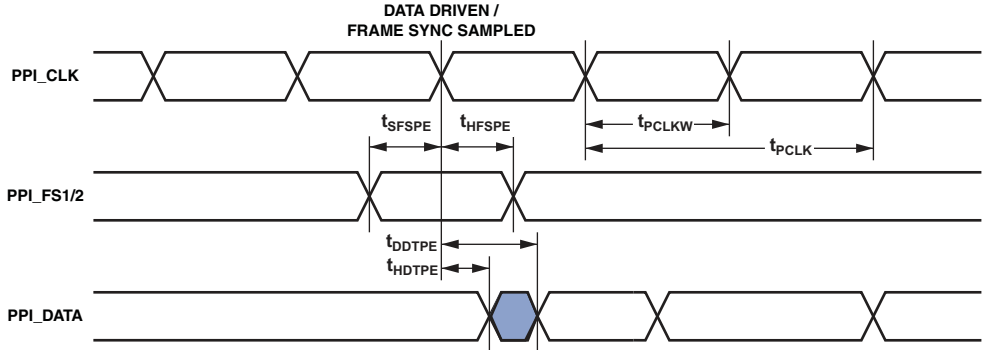 DATA DRIVEN /
FRAME SYNC SAMPLED
PPI_CLK
tSFSPE
tHFSPE
tPCLKW
tPCLK
PPI_FS1/2
tDDTPE
tHDTPE
PPI_DATA